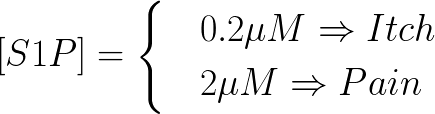 [S1P] = { 0.2μM ⇒ Itch
2μM ⇒ Pain